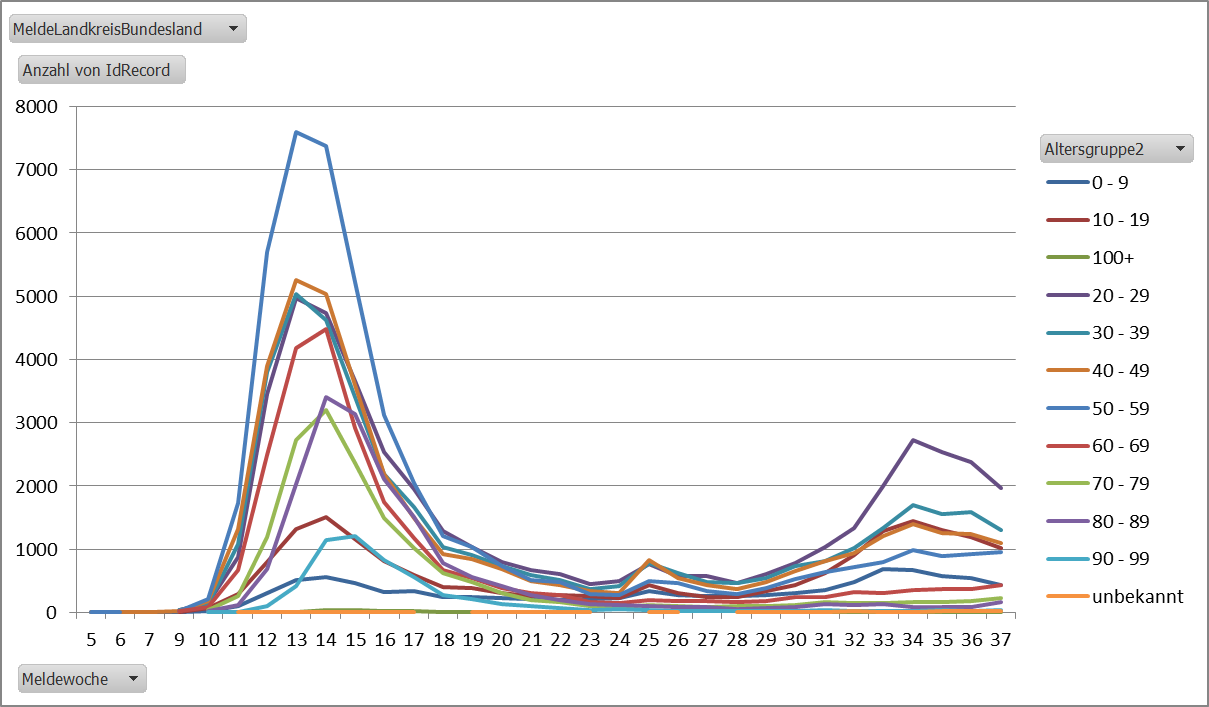 MeldeLandkreisBundesland
Anzahl von IdRecord
8000
7000
6000
5000
4000
3000
2000
1000
0
5 6 7 9 10 11 12 13 14 15 16 17 18 19 20 21 22 23 24 25 26 27 28 29 30 31 32 33 34 35 36 37
Meldewoche
Altersgruppe2
0 - 9
10 - 19
100+
20 - 29
30 - 39
40 - 49
50 - 59
60 - 69
70 - 79
80 - 89
90 - 99
unbekannt